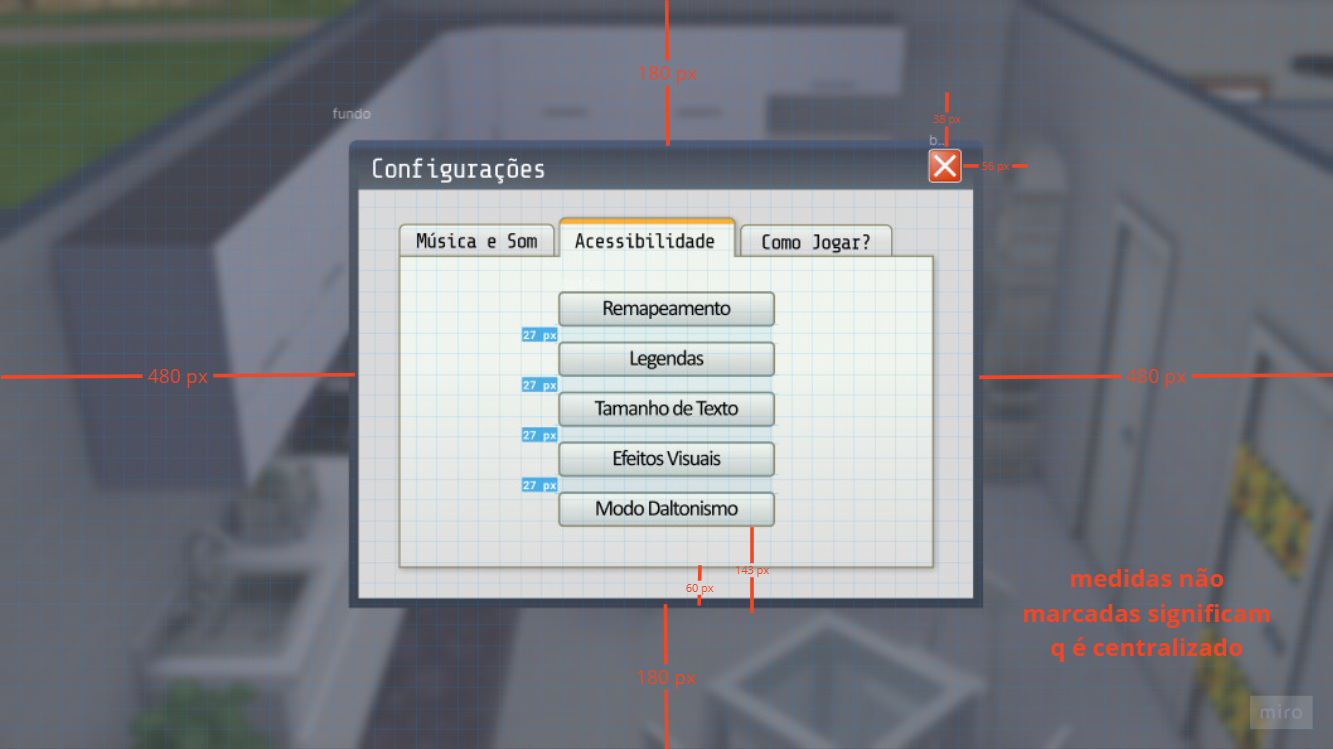 180 px
fundo
38 px
b..
Configurações
56 px
Música e Som
Acessibilidade
Como Jogar?
Remapeamento
27 px
Legendas
480 px
480 px
27 px
Tamanho de Texto
27 px
Efeitos Visuais
27 px
Modo Daltonismo
143 px
60 px
medidas não
marcadas significam
q é centralizado
180 px
miro